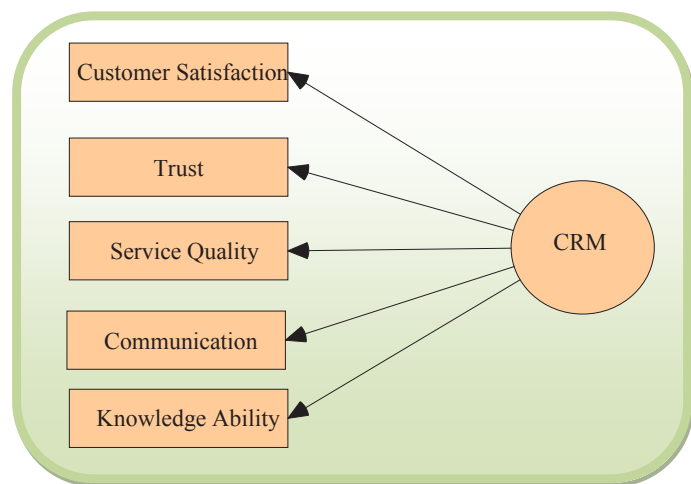 Customer Satisfaction
Trust
Service Quality
CRM
Communication
Knowledge Ability